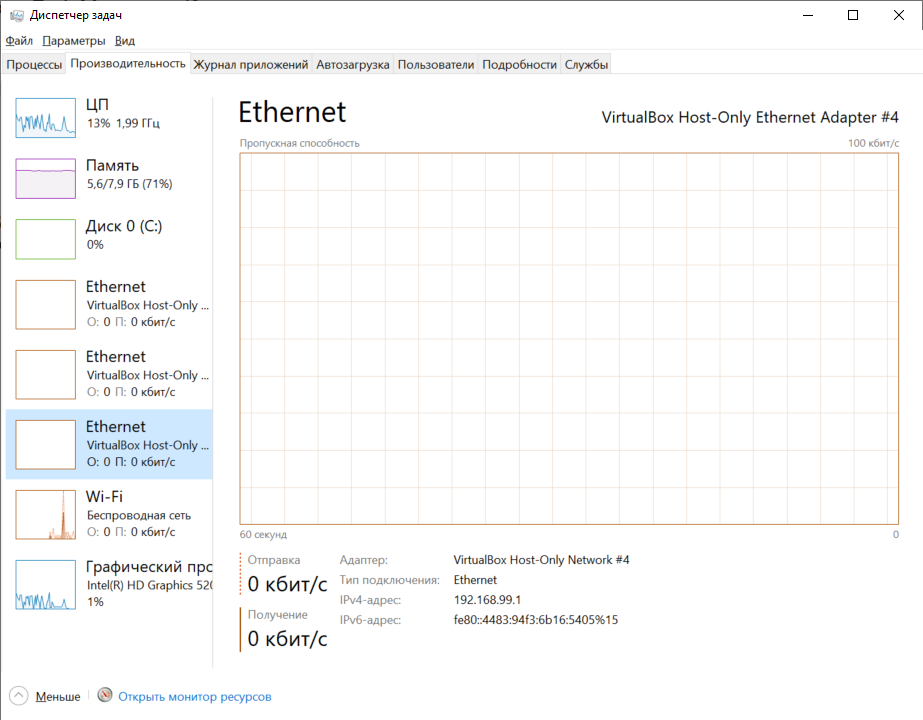 Диспетчер задач
Файл Параметры Вид
Процессы Производительность Журнал приложений Автозагрузка Пользователи Подробности Службы
ЦП
13% 1,99 ГГц
Память
5,6/7,9 ГБ (71%)
Диск 0 (C:)
0%
Ethernet
VirtualBox Host-Only ...
О: 0 П: 0 кбит/с
Ethernet
VirtualBox Host-Only ...
О: 0 П: 0 кбит/с
Ethernet
VirtualBox Host-Only ...
О: 0 П: 0 кбит/с
Wi-Fi
Беспроводная сеть
О: 0 П: 0 кбит/с
Графический про
Intel(R) HD Graphics 520
1%
Ethernet
VirtualBox Host-Only Ethernet Adapter #4
Пропускная способность 100 кбит/с
60 секунд 0
Отправка
0 кбит/с
Получение
0 кбит/с
Адаптер: VirtualBox Host-Only Network #4
Тип подключения: Ethernet
IPv4-адрес: 192.168.99.1
IPv6-адрес: fe80::4483:94f3:6b16:5405%15
Меньше Открыть монитор ресурсов